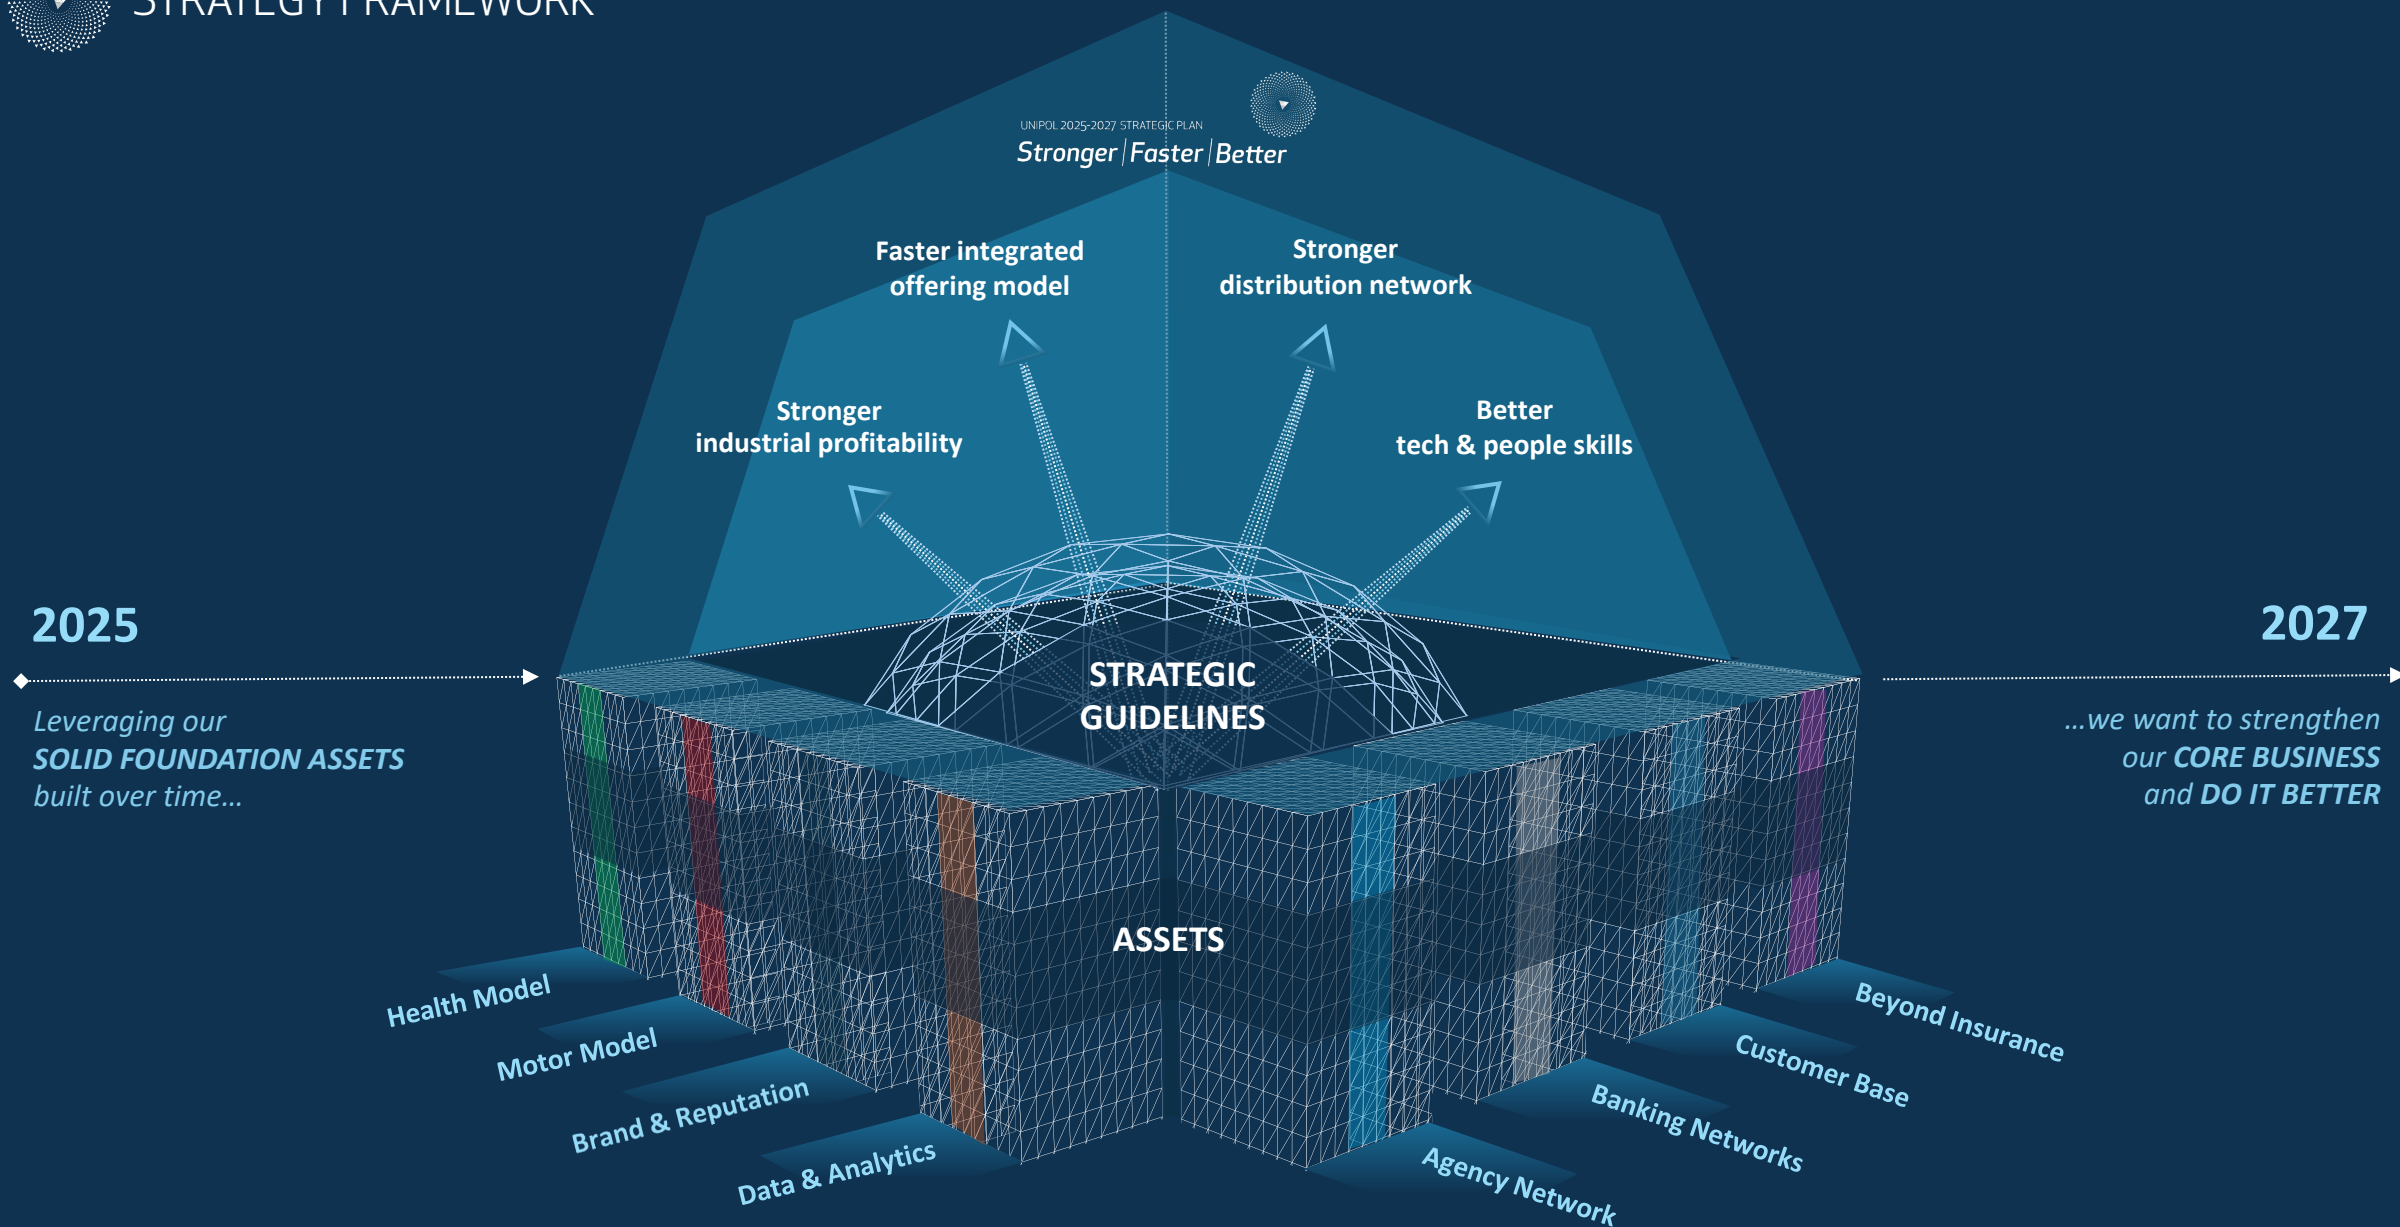 STRATEGY FRAMEWORK
UNIPOL 2025-2027 STRATEGIC PLAN
Stronger | Faster | Better
Faster integrated
offering model
Stronger
distribution network
Stronger
industrial profitability
Better
tech & people skills
2025
Leveraging our
SOLID FOUNDATION ASSETS
built over time...
2027
...we want to strengthen
our CORE BUSINESS
and DO IT BETTER
STRATEGIC
GUIDELINES
ASSETS
Health Model
Motor Model
Brand & Reputation
Data & Analytics
Agency Network
Banking Networks
Customer Base
Beyond Insurance